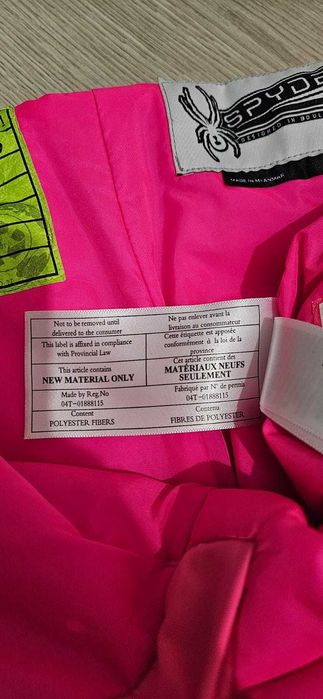 SPYDE
DESIGNED IN BOUL
MADE IN MYANMAR
Not to be removed until
delivered to the consumer
Ne pas enlever avant la
livraison au consommateur
This label is affixed in compliance
with Provincial Law
Cette étiquette est apposée
conformément à la loi de la
province
This article contains
NEW MATERIAL ONLY
Cet article contient des
MATÉRIAUX NEUFS
SEULEMENT
Made by Reg.No
04T-01888115
Fabriqué par N° de permis
04T-01888115
Content
POLYESTER FIBERS
Contenu
FIBRES DE POLYESTER